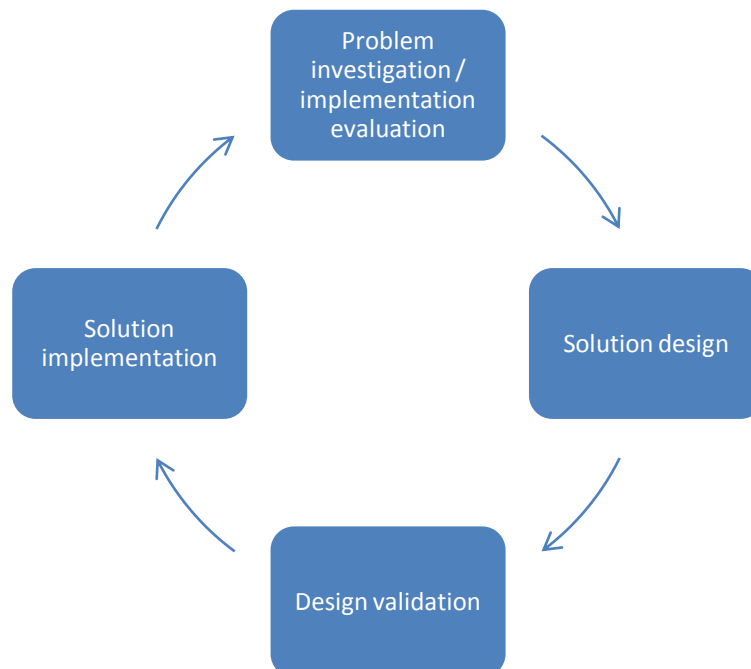 Problem
investigation /
implementation
evaluation
Solution design
Design validation
Solution
implementation